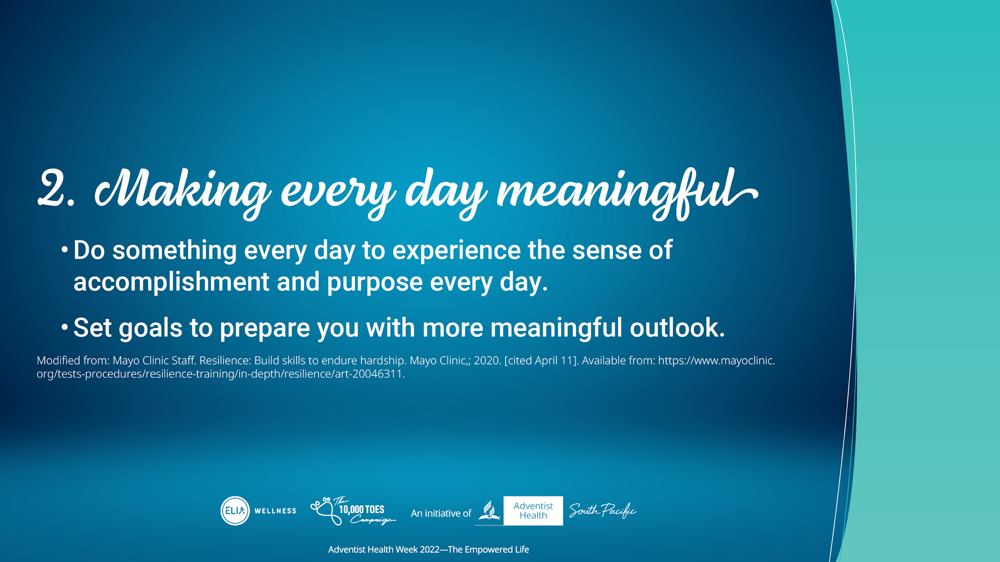 2. Making every day meaningful
• Do something every day to experience the sense of
accomplishment and purpose every day.
• Set goals to prepare you with more meaningful outlook.
Modified from: Mayo Clinic Staff. Resilience: Build skills to endure hardship. Mayo Clinic,; 2020. [cited April 11]. Available from: https://www.mayoclinic.
org/tests-procedures/resilience-training/in-depth/resilience/art-20046311.
ELIA WELLNESS
The
10,000 TOES
Campaign
An initiative of
Adventist
Health
South Pacific
Adventist Health Week 2022—The Empowered Life